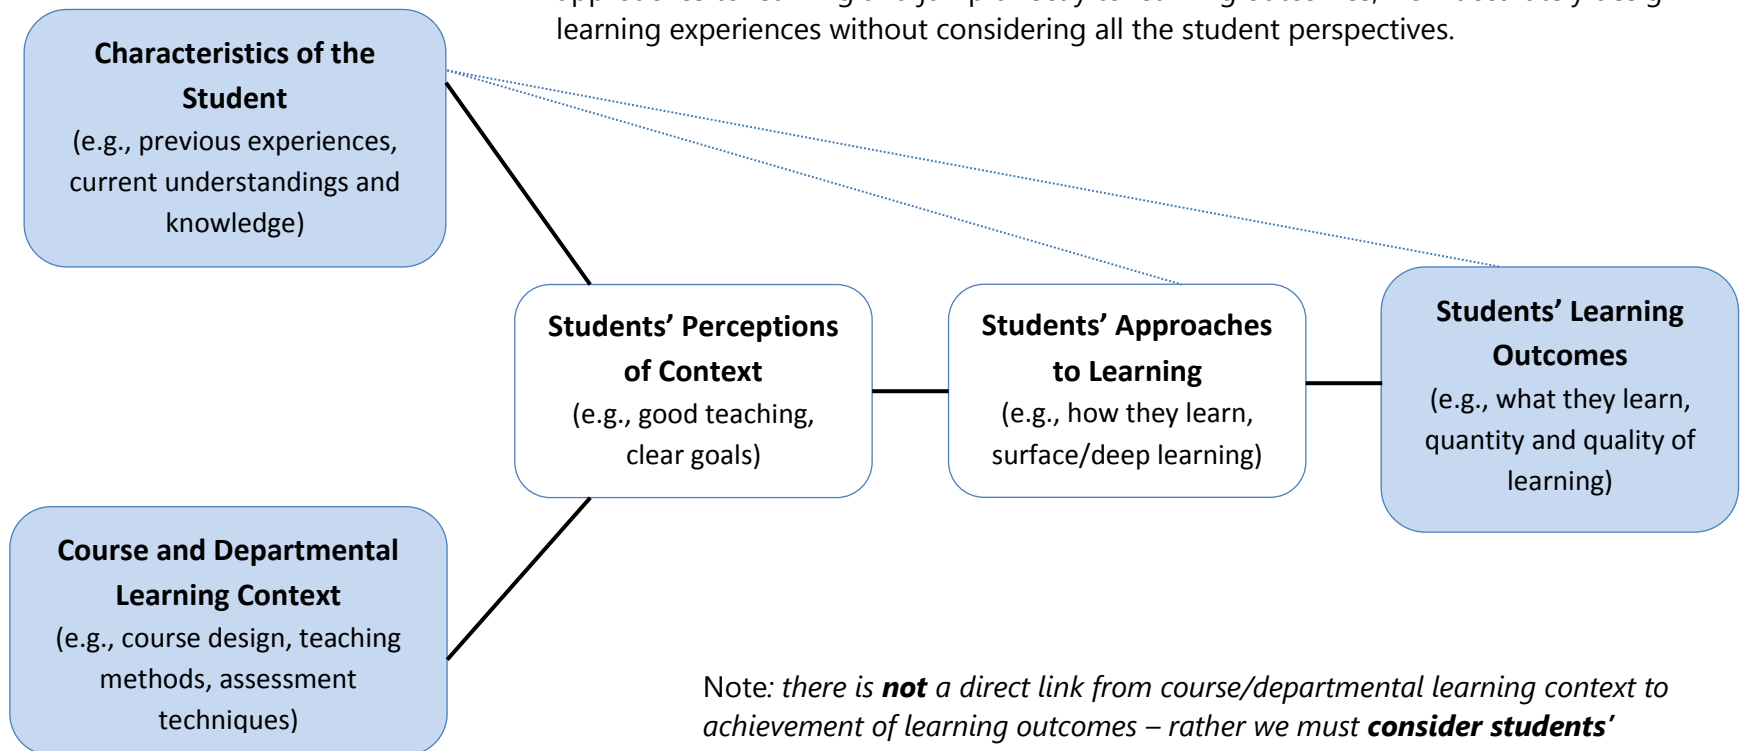 learning experiences without considering all the student perspectives.
Characteristics of the
Student
(e.g., previous experiences,
current understandings and
knowledge)
Students’ Perceptions
of Context
(e.g., good teaching,
clear goals)
Students’ Approaches
to Learning
(e.g., how they learn,
surface/deep learning)
Students’ Learning
Outcomes
(e.g., what they learn,
quantity and quality of
learning)
Course and Departmental
Learning Context
(e.g., course design, teaching
methods, assessment
techniques)
Note: there is not a direct link from course/departmental learning context to
achievement of learning outcomes – rather we must consider students’